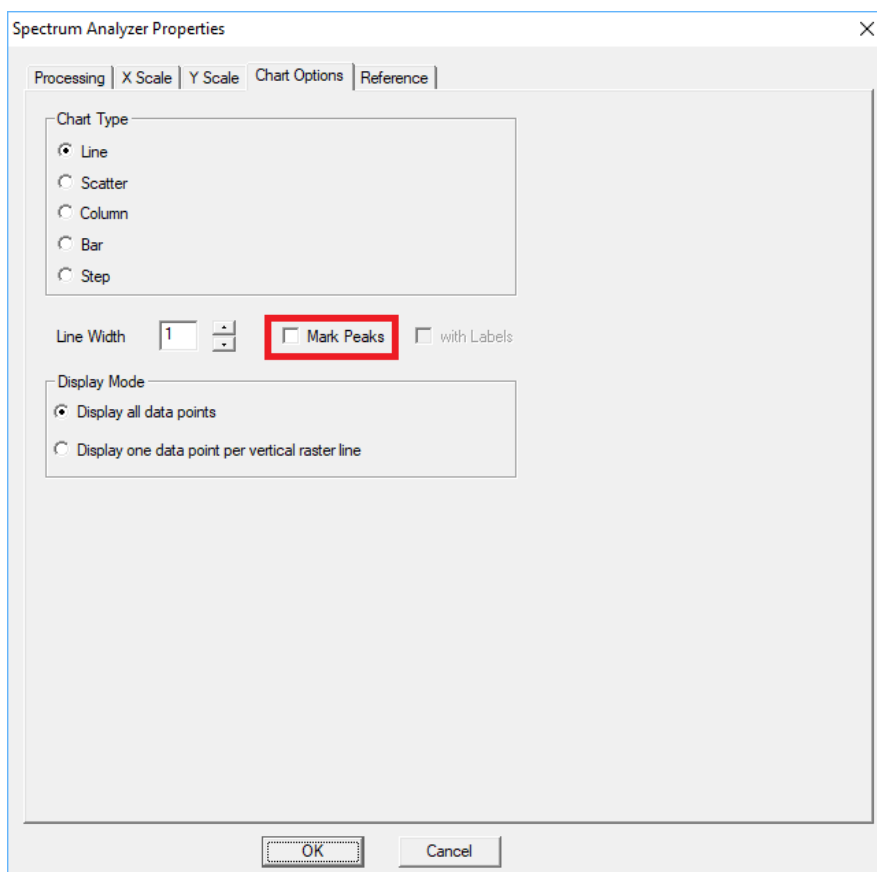 Spectrum Analyzer Properties
Processing X Scale Y Scale Chart Options Reference
Chart Type
Line
Scatter
Column
Bar
Step
Line Width 1 Mark Peaks with Labels
Display Mode
Display all data points
Display one data point per vertical raster line
OK Cancel